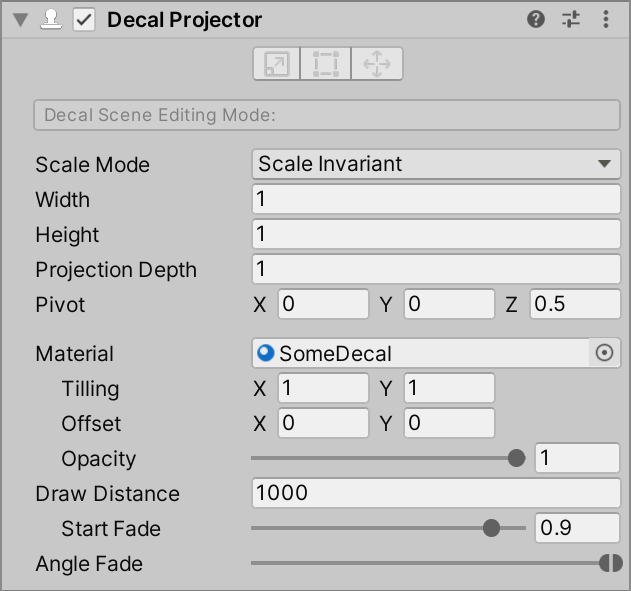 Decal Projector
Decal Scene Editing Mode:
Scale Mode Scale Invariant
Width 1
Height 1
Projection Depth 1
Pivot X 0 Y 0 Z 0.5
Material SomeDecal
Tilling X 1 Y 1
Offset X 0 Y 0
Opacity 1
Draw Distance 1000
Start Fade 0.9
Angle Fade